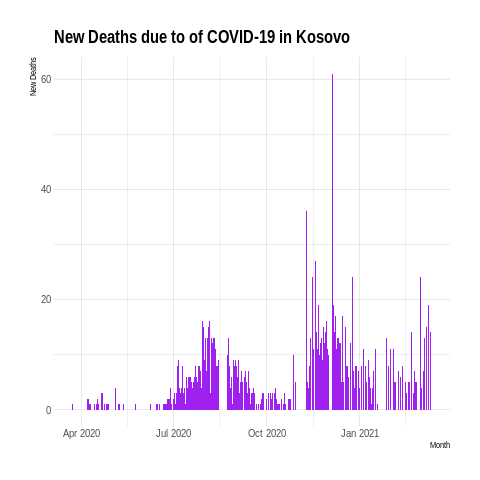 New Deaths due to of COVID-19 in Kosovo
New Deaths
60
40
20
0
Apr 2020
Jul 2020
Oct 2020
Jan 2021
Month